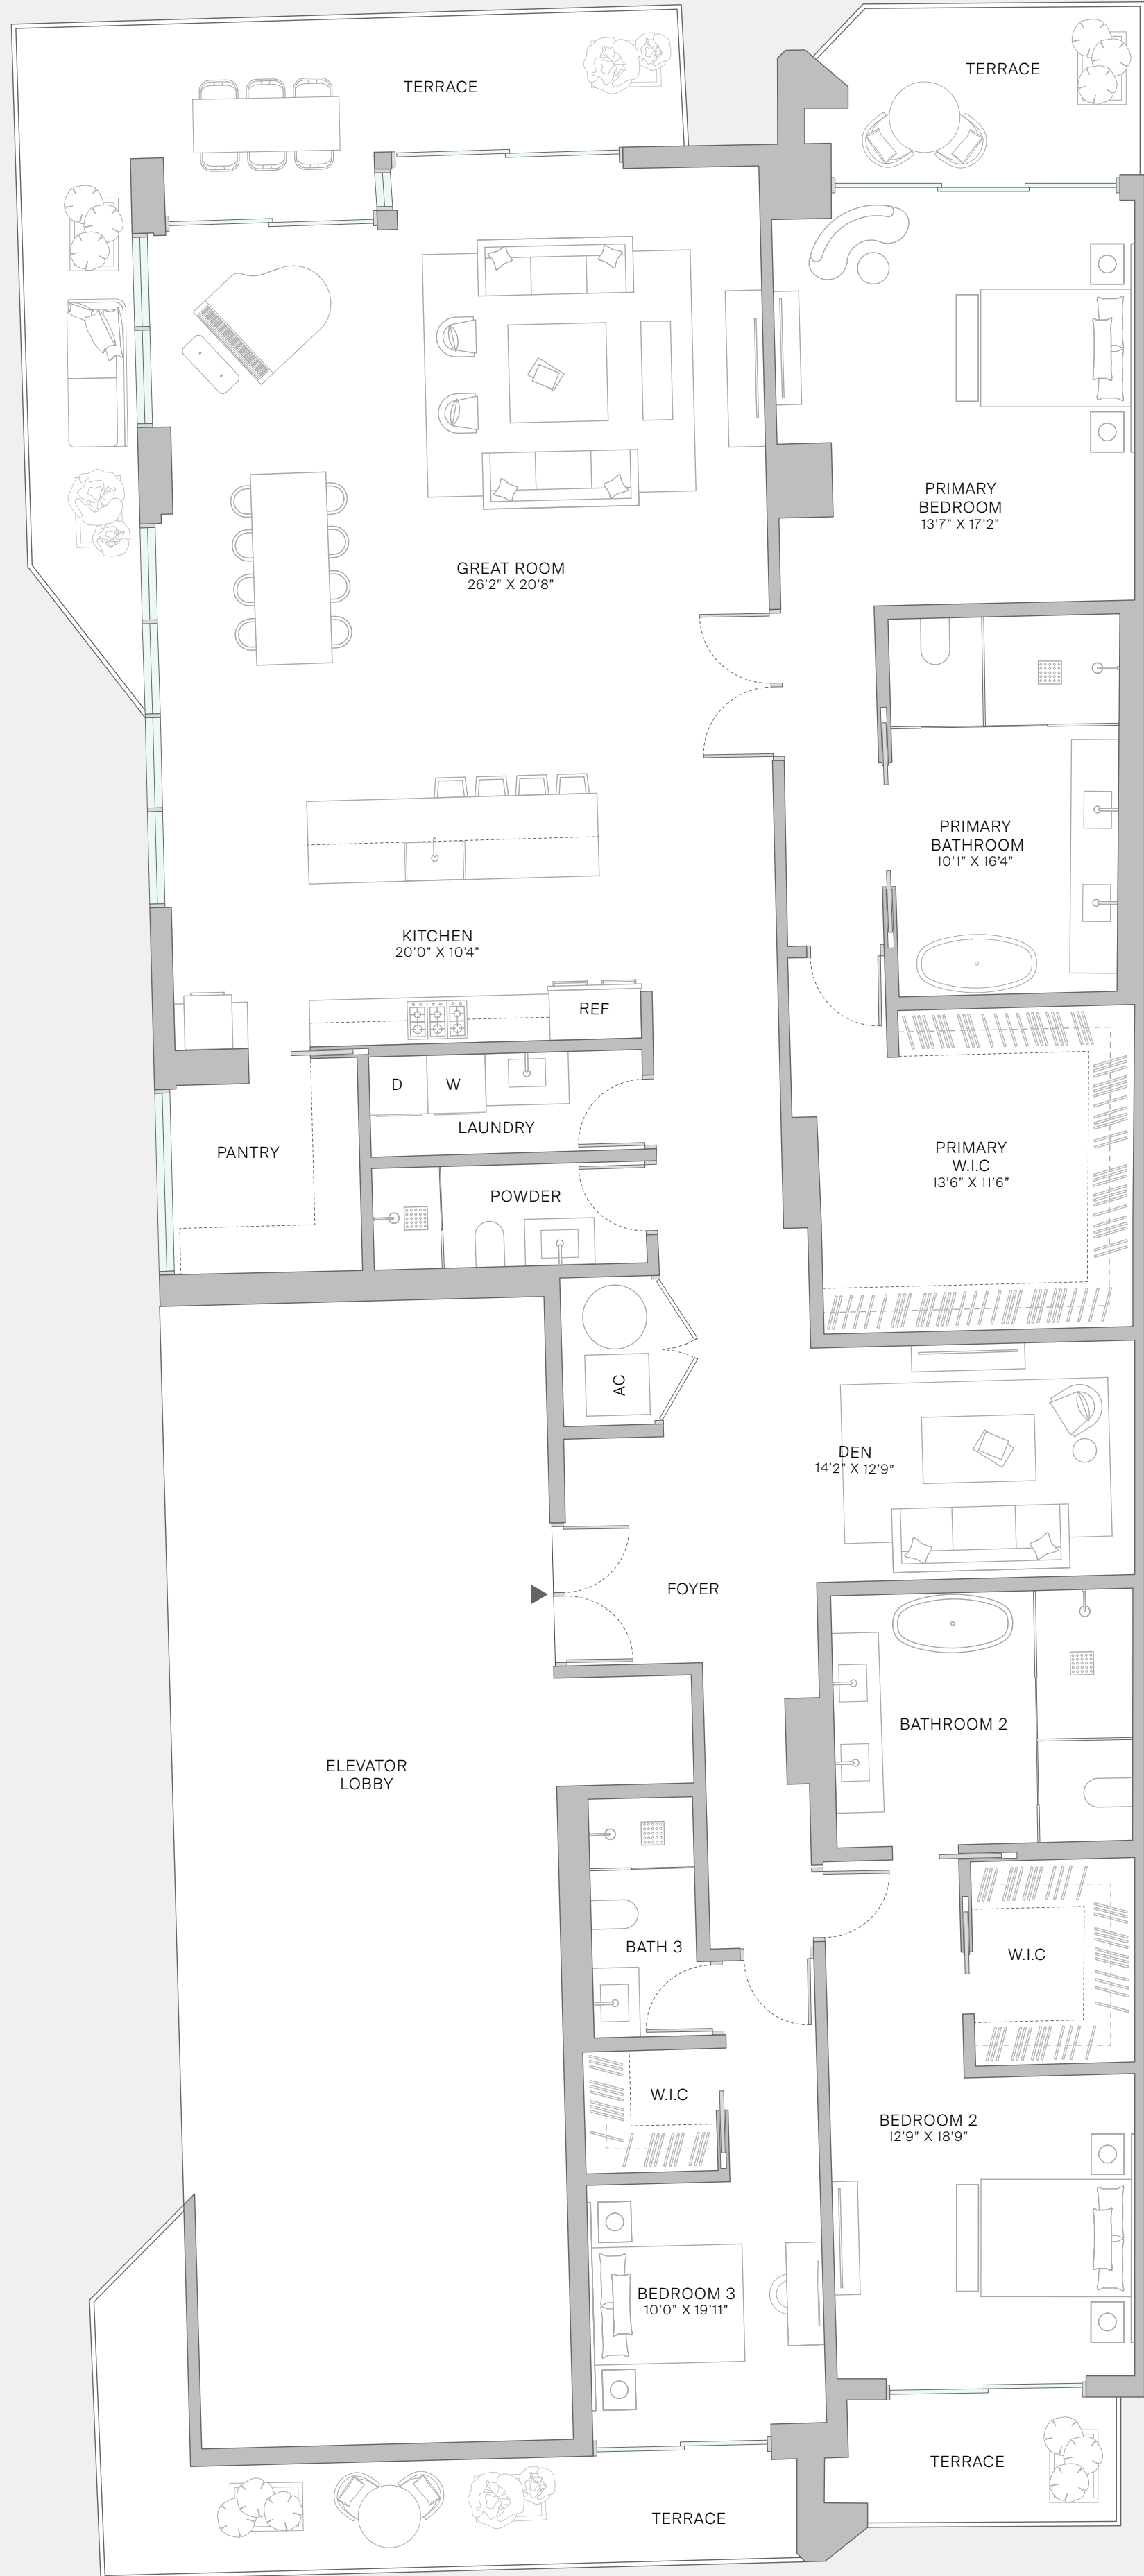 TERRACE
TERRACE
PRIMARY
BEDROOM
13'7" X 17'2"
GREAT ROOM
26'2" X 20'8"
PRIMARY
BATHROOM
10'1" X 16'4"
KITCHEN
20'0" X 10'4"
REF
D
W
LAUNDRY
PANTRY
POWDER
PRIMARY
W.I.C
13'6" X 11'6"
AC
DEN
14'2" X 12'9"
FOYER
BATHROOM 2
ELEVATOR
LOBBY
BATH 3
W.I.C
W.I.C
BEDROOM 2
12'9" X 18'9"
BEDROOM 3
10'0" X 19'11"
TERRACE
TERRACE